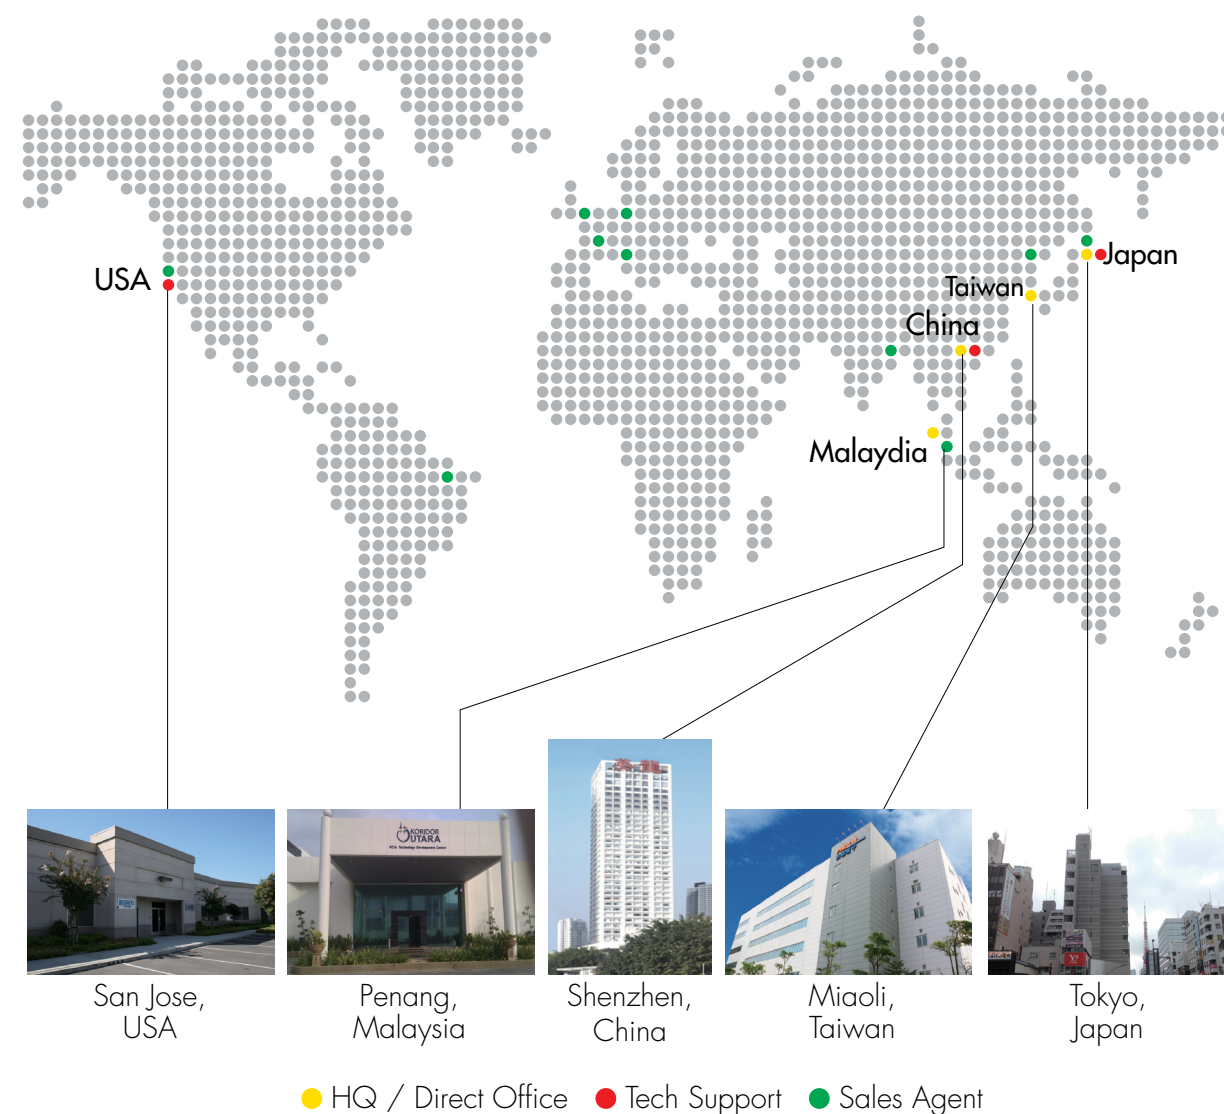 USA
Japan
Taiwan
China
Malaydia
KORIDOR
UTARA
San Jose,
USA
Penang,
Malaysia
Shenzhen,
China
Miaoli,
Taiwan
Tokyo,
Japan
HQ / Direct Office
Tech Support
Sales Agent